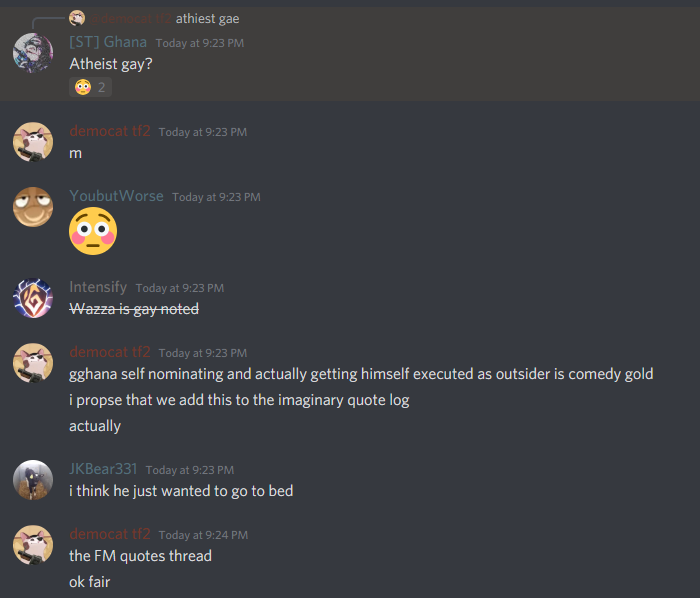 democat tf2 athiest gae
[ST] Ghana Today at 9:23 PM
Atheist gay?
2
democat tf2 Today at 9:23 PM
m
YoubutWorse Today at 9:23 PM
Intensify Today at 9:23 PM
Wazza is gay noted
democat tf2 Today at 9:23 PM
gghana self nominating and actually getting himself executed as outsider is comedy gold
i propse that we add this to the imaginary quote log
actually
JKBear331 Today at 9:23 PM
i think he just wanted to go to bed
democat tf2 Today at 9:24 PM
the FM quotes thread
ok fair